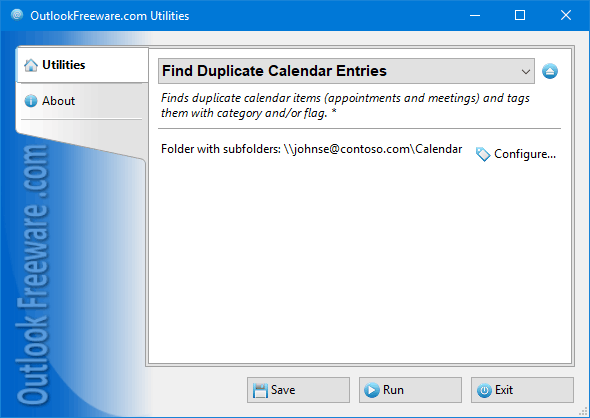 OutlookFreeware.com Utilities
Utilities
About
Find Duplicate Calendar Entries
Finds duplicate calendar items (appointments and meetings) and tags
them with category and/or flag. *
Folder with subfolders: \\johnse@contoso.com\Calendar
Configure...
Outlook Freeware .com
Save
Run
Exit